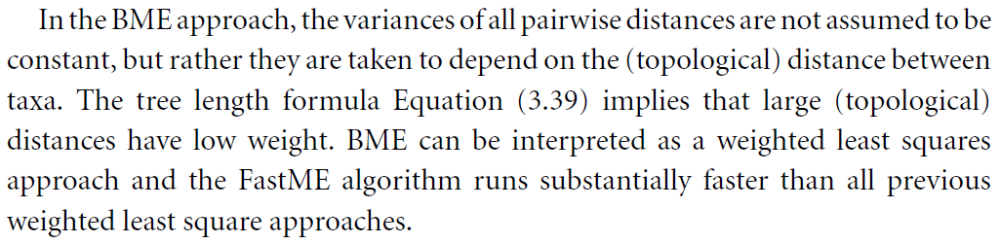 In the BME approach, the variances of all pairwise distances are not assumed to be
constant, but rather they are taken to depend on the (topological) distance between
taxa. The tree length formula Equation (3.39) implies that large (topological)
distances have low weight. BME can be interpreted as a weighted least squares
approach and the FastME algorithm runs substantially faster than all previous
weighted least square approaches.